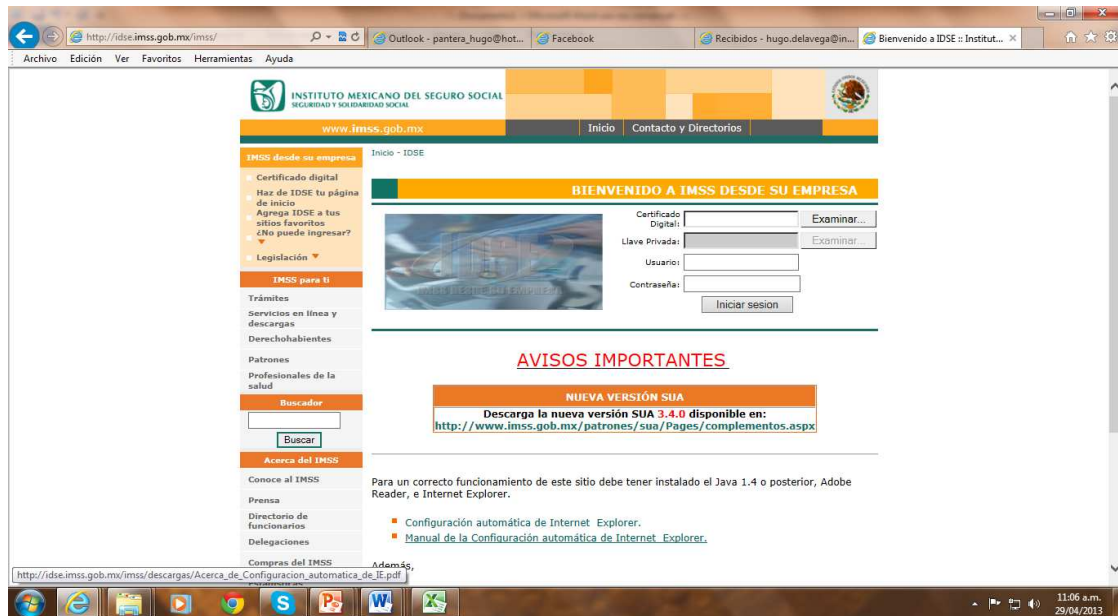 http://idse.imss.gob.mx/imss/
Outlook - pantera_hugo@hot...
Facebook
Recibidos - hugo.delavega@in...
Bienvenido a IDSE :: Institut...
Archivo Edición Ver Favoritos Herramientas Ayuda
INSTITUTO MEXICANO DEL SEGURO SOCIAL
SEGURIDAD Y SOLIDARIDAD SOCIAL
www.imss.gob.mx
Inicio
Contacto y Directorios
IMSS desde su empresa
Certificado digital
Haz de IDSE tu página
de inicio
Agrega IDSE a tus
sitios favoritos
¿No puede ingresar?
Legislación
IMSS para ti
Trámites
Servicios en línea y
descargas
Derechohabientes
Patrones
Profesionales de la
salud
Buscador
Buscar
Acerca del IMSS
Conoce al IMSS
Prensa
Directorio de
funcionarios
Delegaciones
Compras del IMSS
Inicio - IDSE
BIENVENIDO A IMSS DESDE SU EMPRESA
IMSS DESDE SU EMPRESA
Certificado
Digital:
Examinar...
Llave Privada:
Examinar...
Usuario:
Contraseña:
Iniciar sesion
AVISOS IMPORTANTES
NUEVA VERSIÓN SUA
Descarga la nueva versión SUA 3.4.0 disponible en:
http://www.imss.gob.mx/patrones/sua/Pages/complementos.aspx
Para un correcto funcionamiento de este sitio debe tener instalado el Java 1.4 o posterior, Adobe
Reader, e Internet Explorer.
Configuración automática de Internet Explorer.
Manual de la Configuración automática de Internet Explorer.
Además,
http://idse.imss.gob.mx/imss/descargas/Acerca_de_Configuracion_automatica_de_IE.pdf
11:06 a.m.
29/04/2013